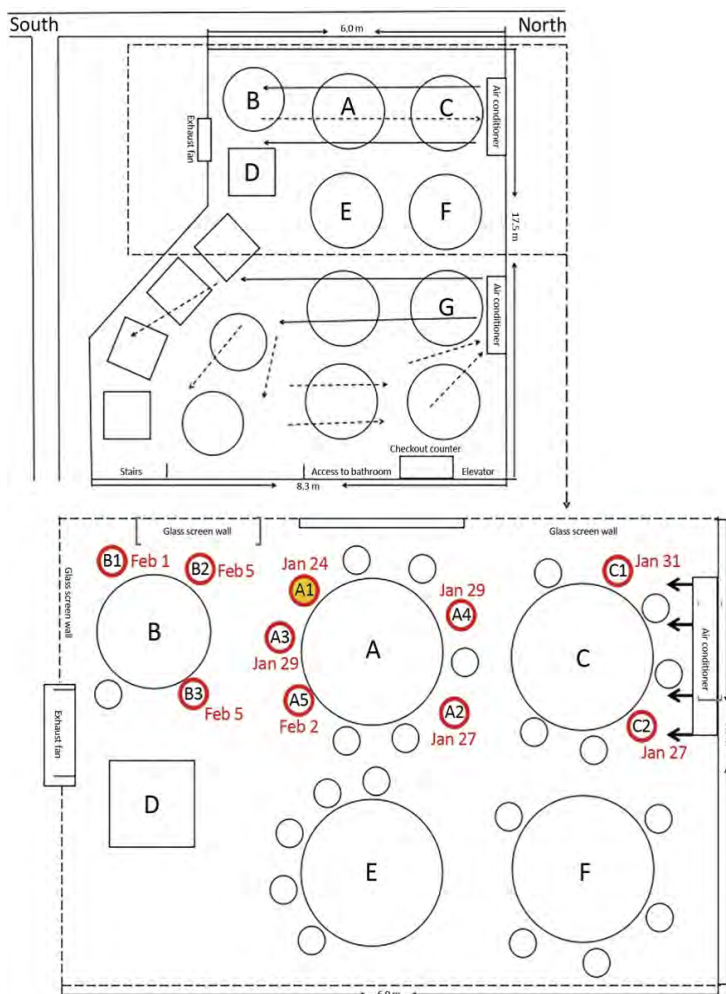 South
North
6.0 m
B
A
C
Air conditioner
Exhaust fan
D
E
F
17.5 m
G
Air conditioner
Checkout counter
Stairs
Access to bathroom
Elevator
8.3 m
Glass screen wall
Glass screen wall
Glass screen wall
B1 Feb 1
B2 Feb 5
Jan 24
A1
C1 Jan 31
Jan 29
A4
B
A3
Jan 29
A
C
Air conditioner
B3
Feb 5
A5
Feb 2
A2
Jan 27
C2
Jan 27
Exhaust fan
D
E
F